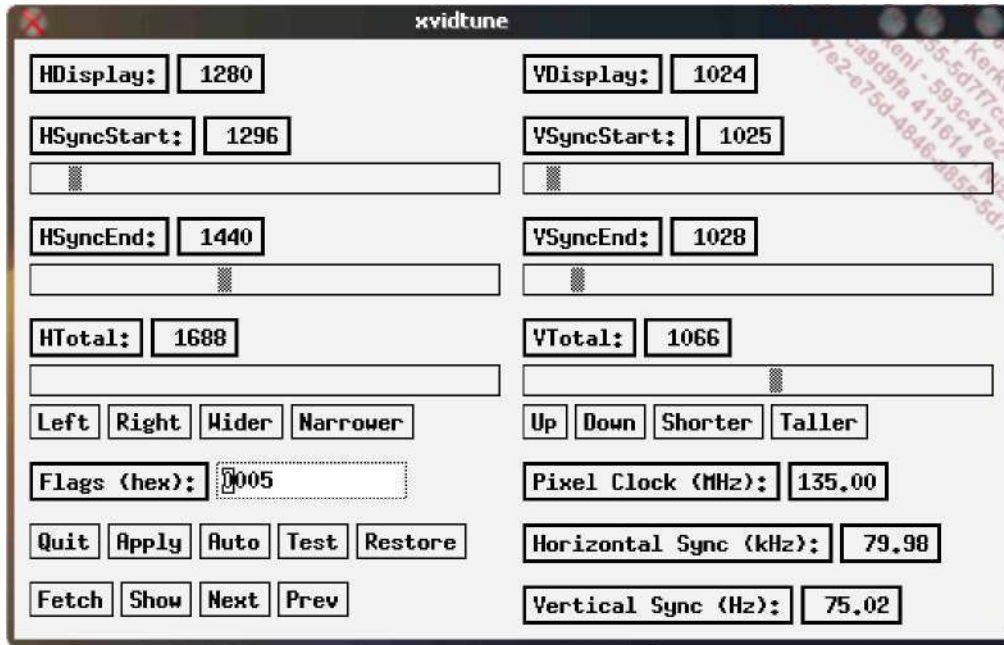 xvidtune
HDisplay: 1280
VDisplay: 1024
HSyncStart: 1296
VSyncStart: 1025
HSyncEnd: 1440
VSyncEnd: 1028
HTotal: 1688
VTotal: 1066
Left Right Wider Narrower
Up Down Shorter Taller
Flags (hex): 0005
Pixel Clock (MHz): 135.00
Quit Apply Auto Test Restore
Horizontal Sync (kHz): 79.98
Fetch Show Next Prev
Vertical Sync (Hz): 75.02